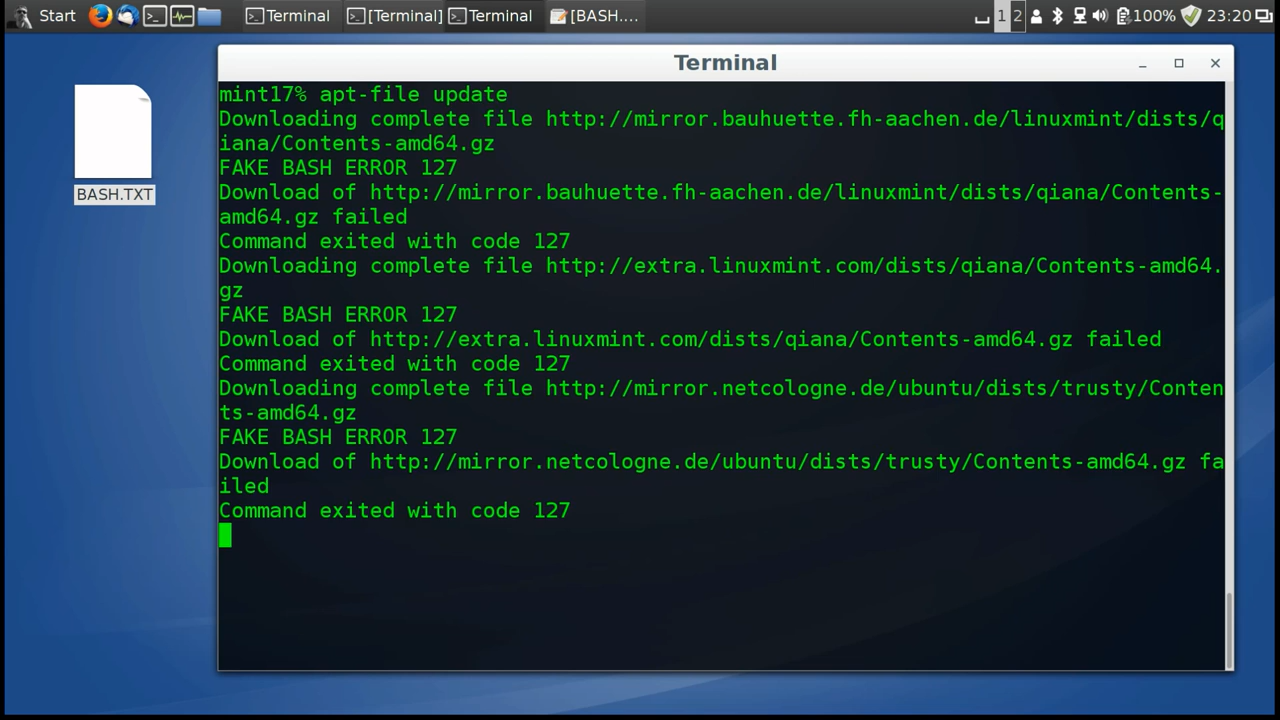 Start Terminal [Terminal] Terminal [BASH.... 1 2 100% 23:20
Terminal
BASH.TXT
mint17% apt-file update
Downloading complete file http://mirror.bauhuette.fh-aachen.de/linuxmint/dists/q
iana/Contents-amd64.gz
FAKE BASH ERROR 127
Download of http://mirror.bauhuette.fh-aachen.de/linuxmint/dists/qiana/Contents-
amd64.gz failed
Command exited with code 127
Downloading complete file http://extra.linuxmint.com/dists/qiana/Contents-amd64.
gz
FAKE BASH ERROR 127
Download of http://extra.linuxmint.com/dists/qiana/Contents-amd64.gz failed
Command exited with code 127
Downloading complete file http://mirror.netcologne.de/ubuntu/dists/trusty/Conten
ts-amd64.gz
FAKE BASH ERROR 127
Download of http://mirror.netcologne.de/ubuntu/dists/trusty/Contents-amd64.gz fa
iled
Command exited with code 127